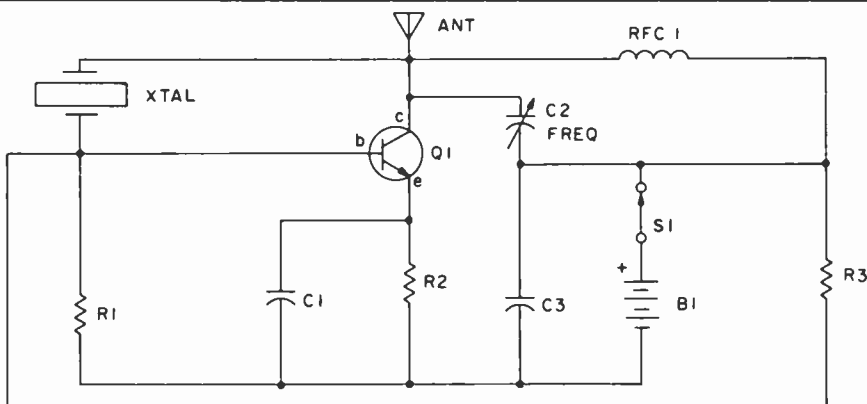 ANT
RFC 1
XTAL
C2
FREQ
c
b
Q1
e
S1
+
R1
C1
R2
C3
B1
R3